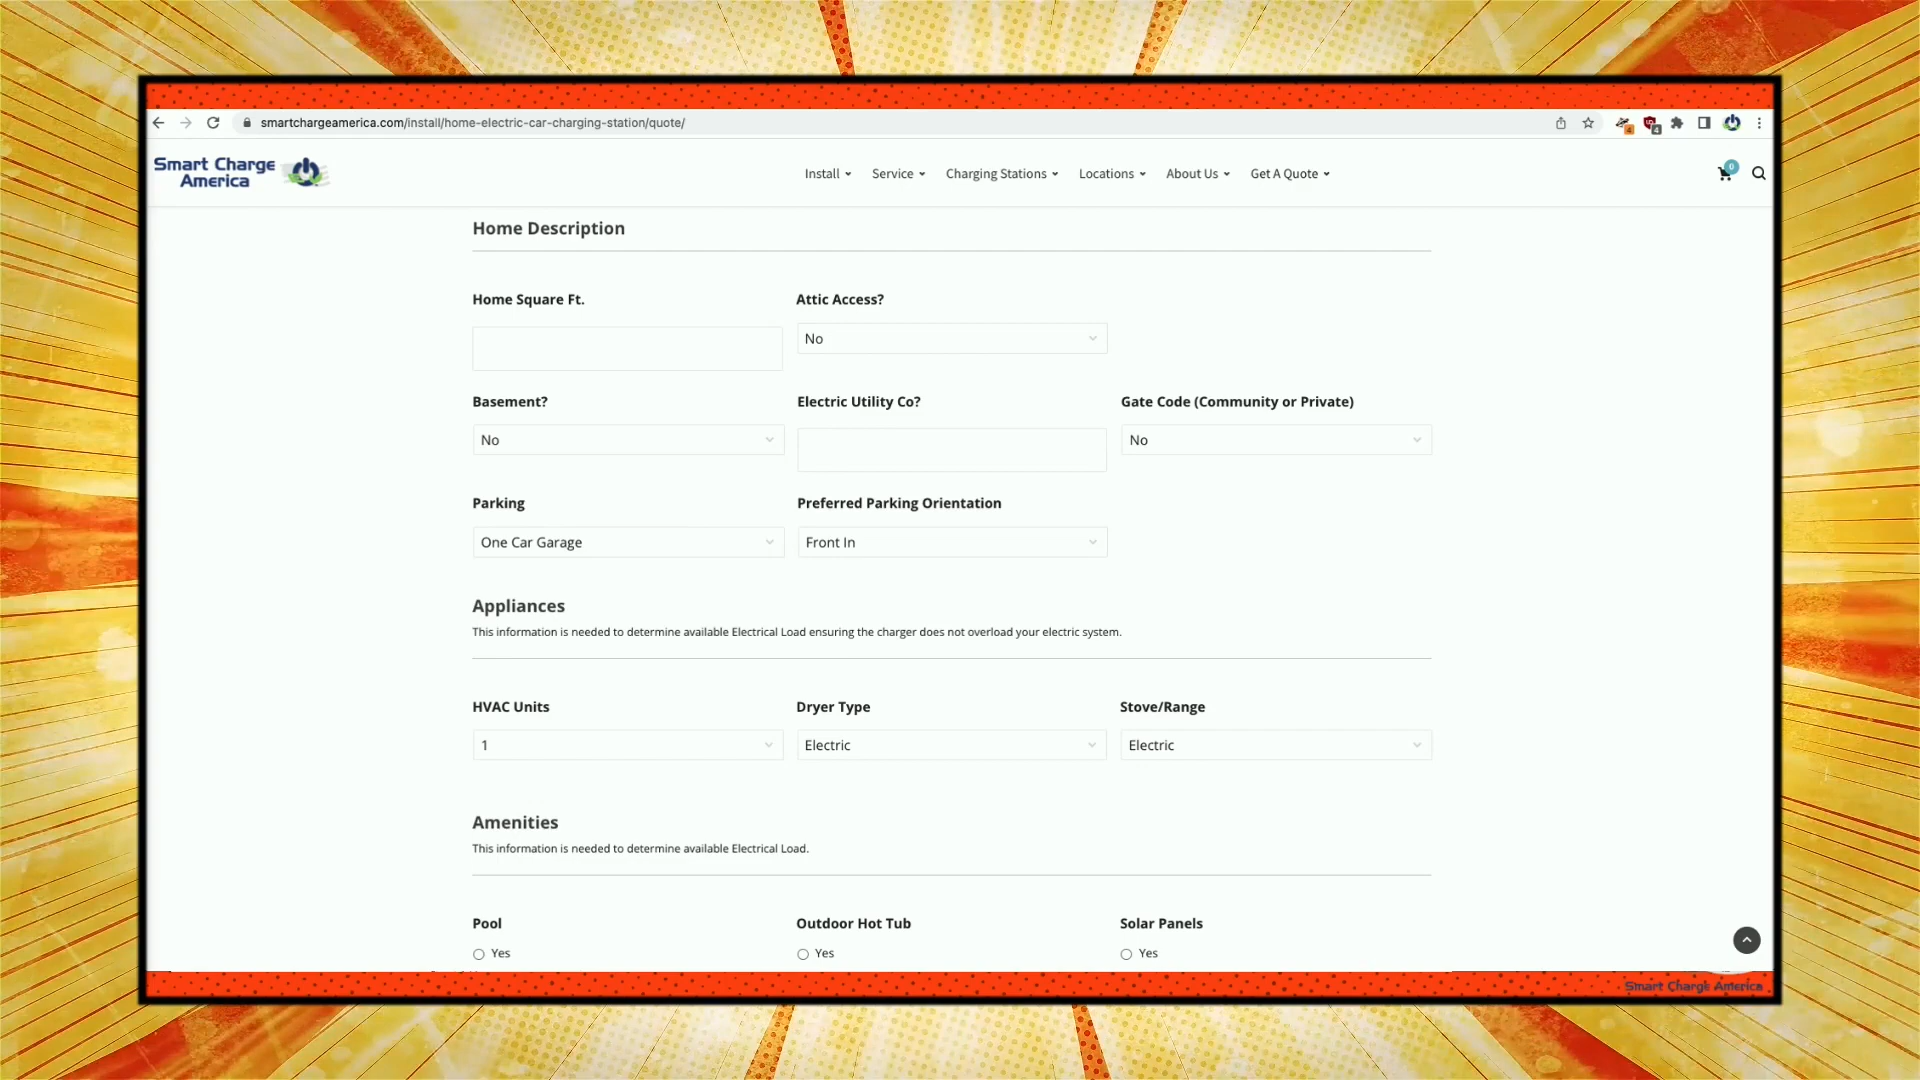 smartchargeamerica.com/install/home-electric-car-charging-station/quote/
4
4
Smart Charge
America
Install
Service
Charging Stations
Locations
About Us
Get A Quote
0
Home Description
Home Square Ft.
Attic Access?
No
Basement?
Electric Utility Co?
Gate Code (Community or Private)
No
No
Parking
Preferred Parking Orientation
One Car Garage
Front In
Appliances
This information is needed to determine available Electrical Load ensuring the charger does not overload your electric system.
HVAC Units
Dryer Type
Stove/Range
1
Electric
Electric
Amenities
This information is needed to determine available Electrical Load.
Pool
Outdoor Hot Tub
Solar Panels
Yes
Yes
Yes
Smart Charge America